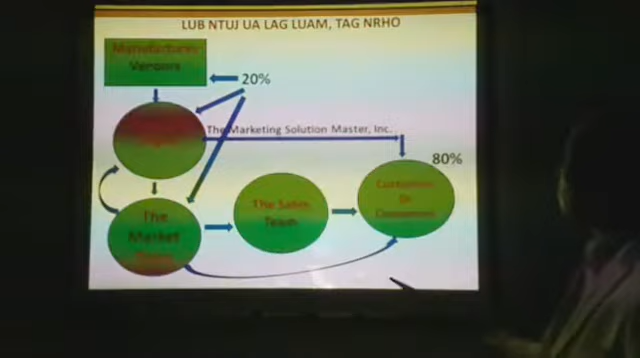 LUB NTUJ UA LAG LUAM, TAG NRHO
Manufacturer
Vendors
20%
The Marketing Solution Master, Inc.
80%
The Sales
Team
Customer
Or
Consumer
The
Market